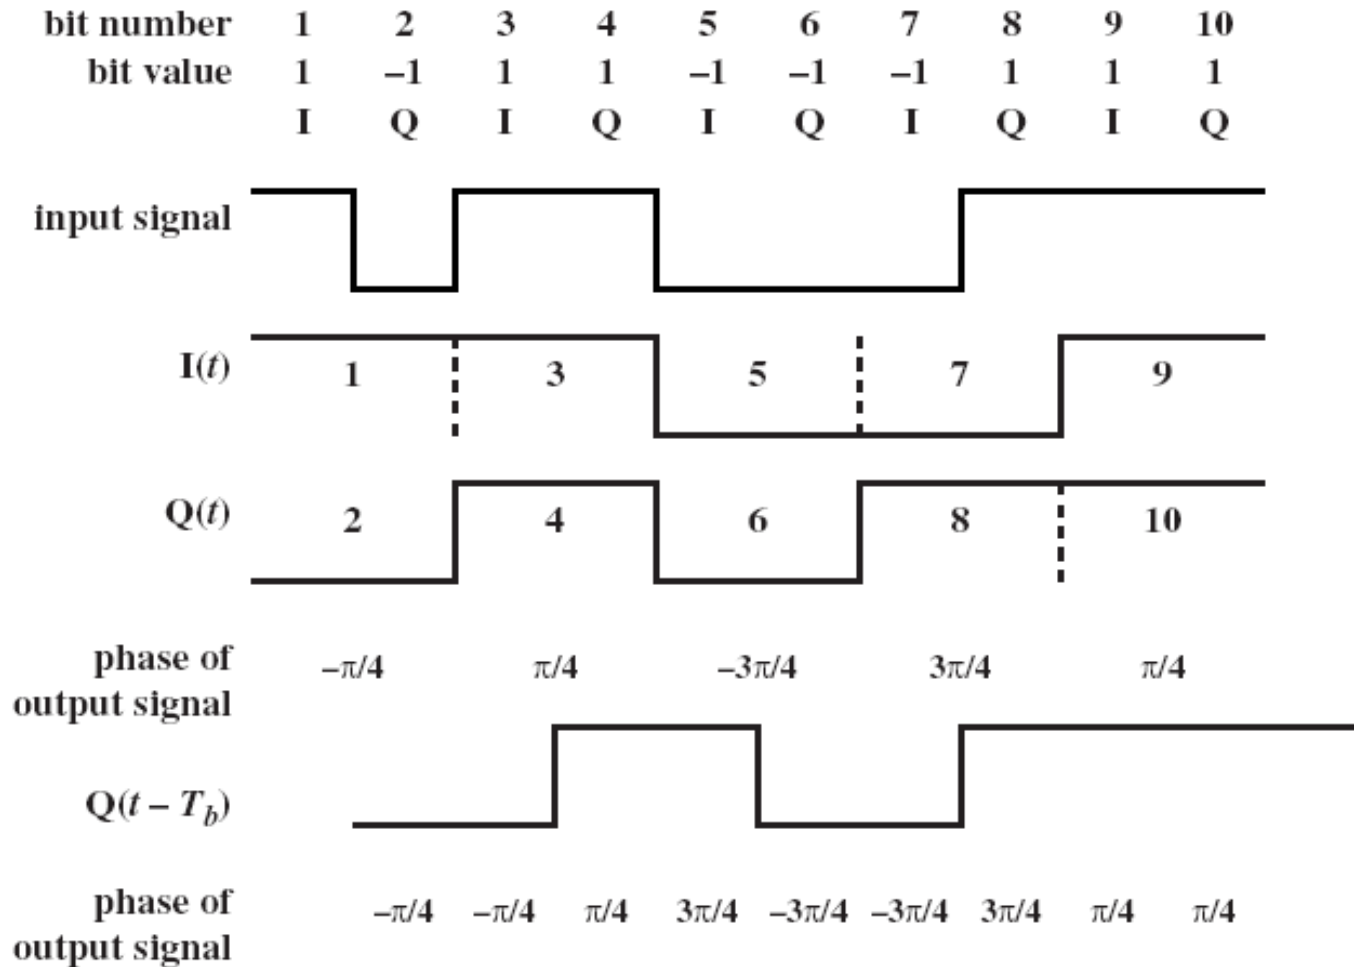 bit number 1 2 3 4 5 6 7 8 9 10
bit value 1 –1 1 1 –1 –1 –1 1 1 1
I Q I Q I Q I Q I Q
input signal
I(t) 1 3 5 7 9
Q(t) 2 4 6 8 10
phase of
output signal –π/4 π/4 –3π/4 3π/4 π/4
Q(t – T_b)
phase of
output signal –π/4 –π/4 π/4 3π/4 –3π/4 –3π/4 3π/4 π/4 π/4